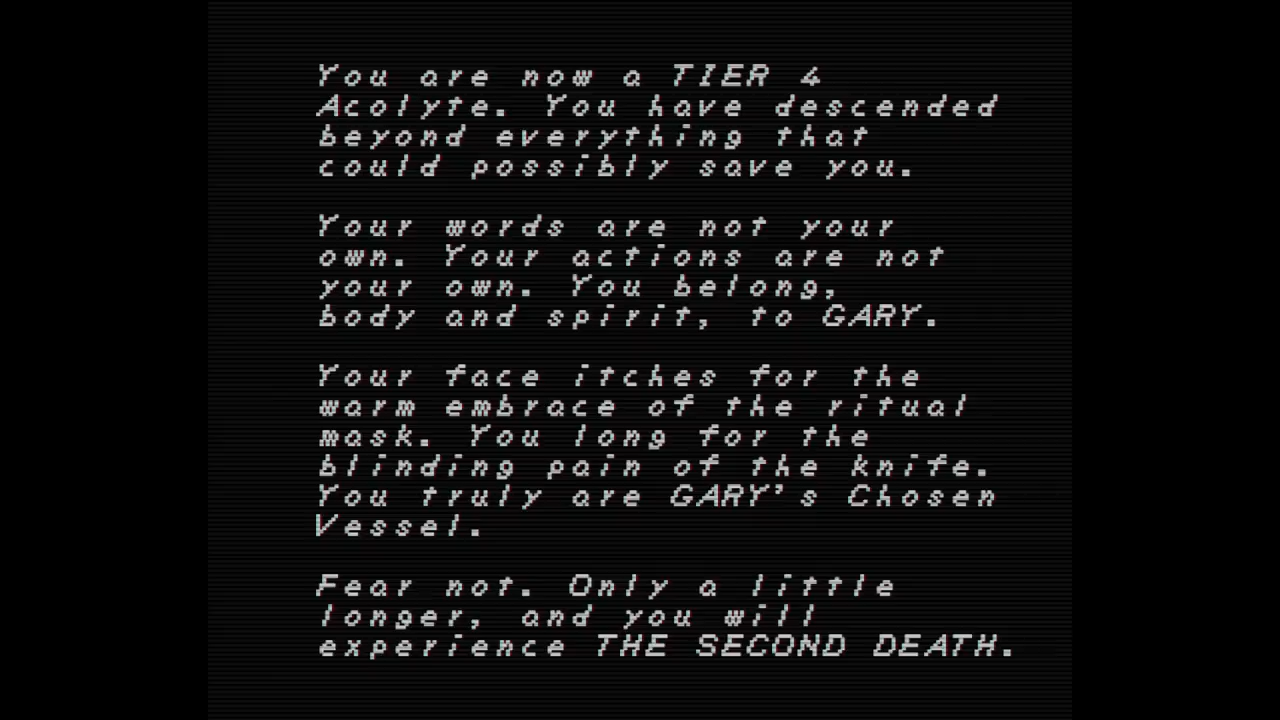 You are now a TIER 4
Acolyte. You have descended
beyond everything that
could possibly save you.
Your words are not your
own. Your actions are not
your own. You belong,
body and spirit, to GARY.
Your face itches for the
warm embrace of the ritual
mask. You long for the
blinding pain of the knife.
You truly are GARY's Chosen
Vessel.
Fear not. Only a little
longer, and you will
experience THE SECOND DEATH.